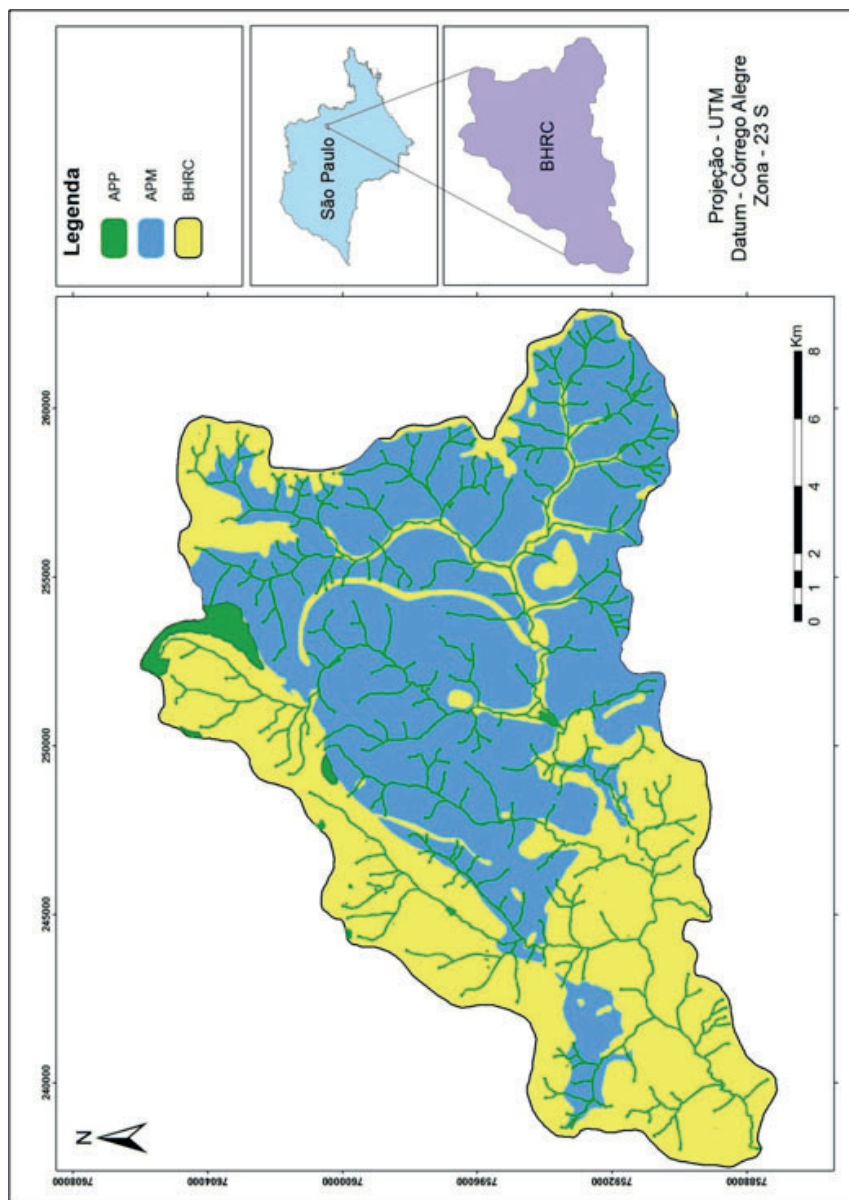 N
240000
245000
250000
255000
260000
7608000
7604000
7600000
7596000
7592000
7588000
0
1
2
4
6
8
Km
Legenda
APP
APM
BHRC
São Paulo
BHRC
Projeção - UTM
Datum - Córrego Alegre
Zona - 23 S